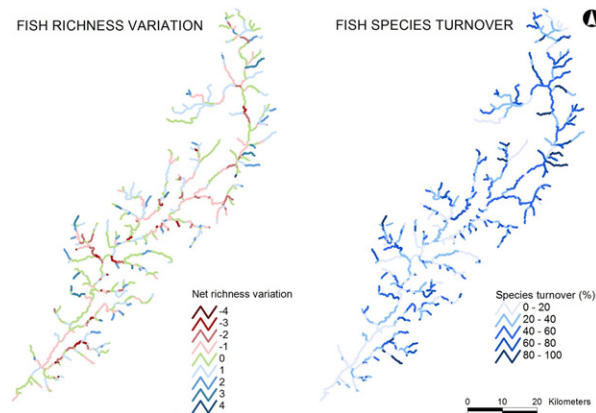 FISH RICHNESS VARIATION
FISH SPECIES TURNOVER
Net richness variation
-4
-3
-2
-1
0
1
2
3
4
Species turnover (%)
0 - 20
20 - 40
40 - 60
60 - 80
80 - 100
0 10 20 Kilometers